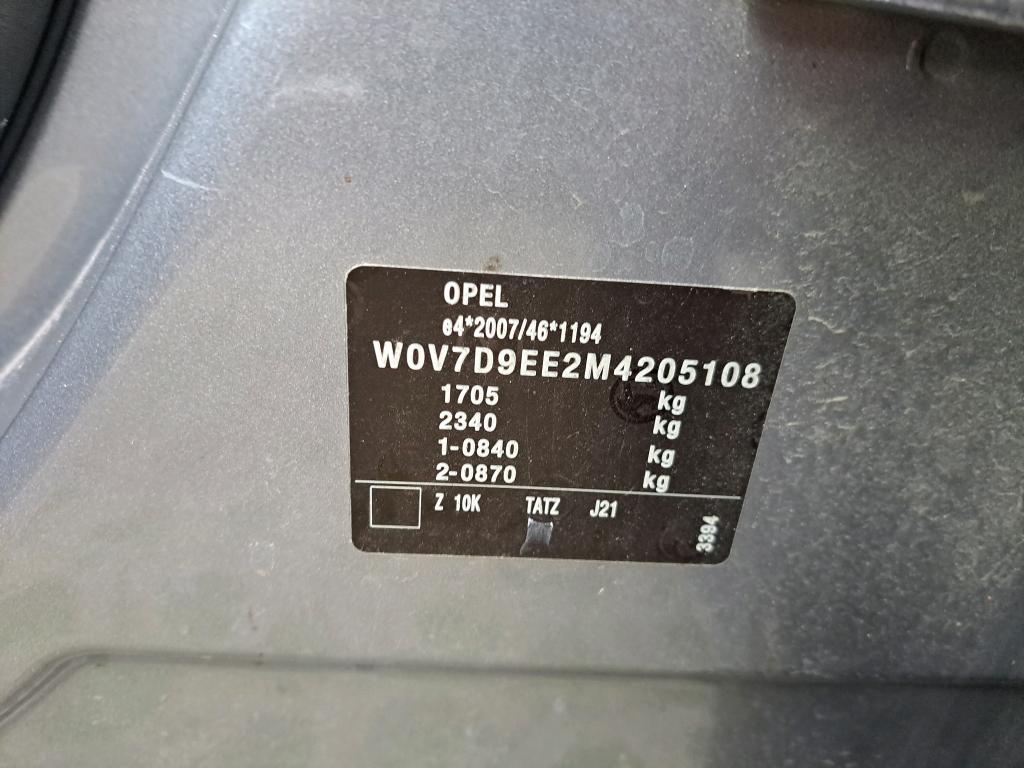 OPEL
e4*2007/46*1194
W0V7D9EE2M4205108
1705 kg
2340 kg
1-0840 kg
2-0870 kg
Z 10K TATZ J21
3394